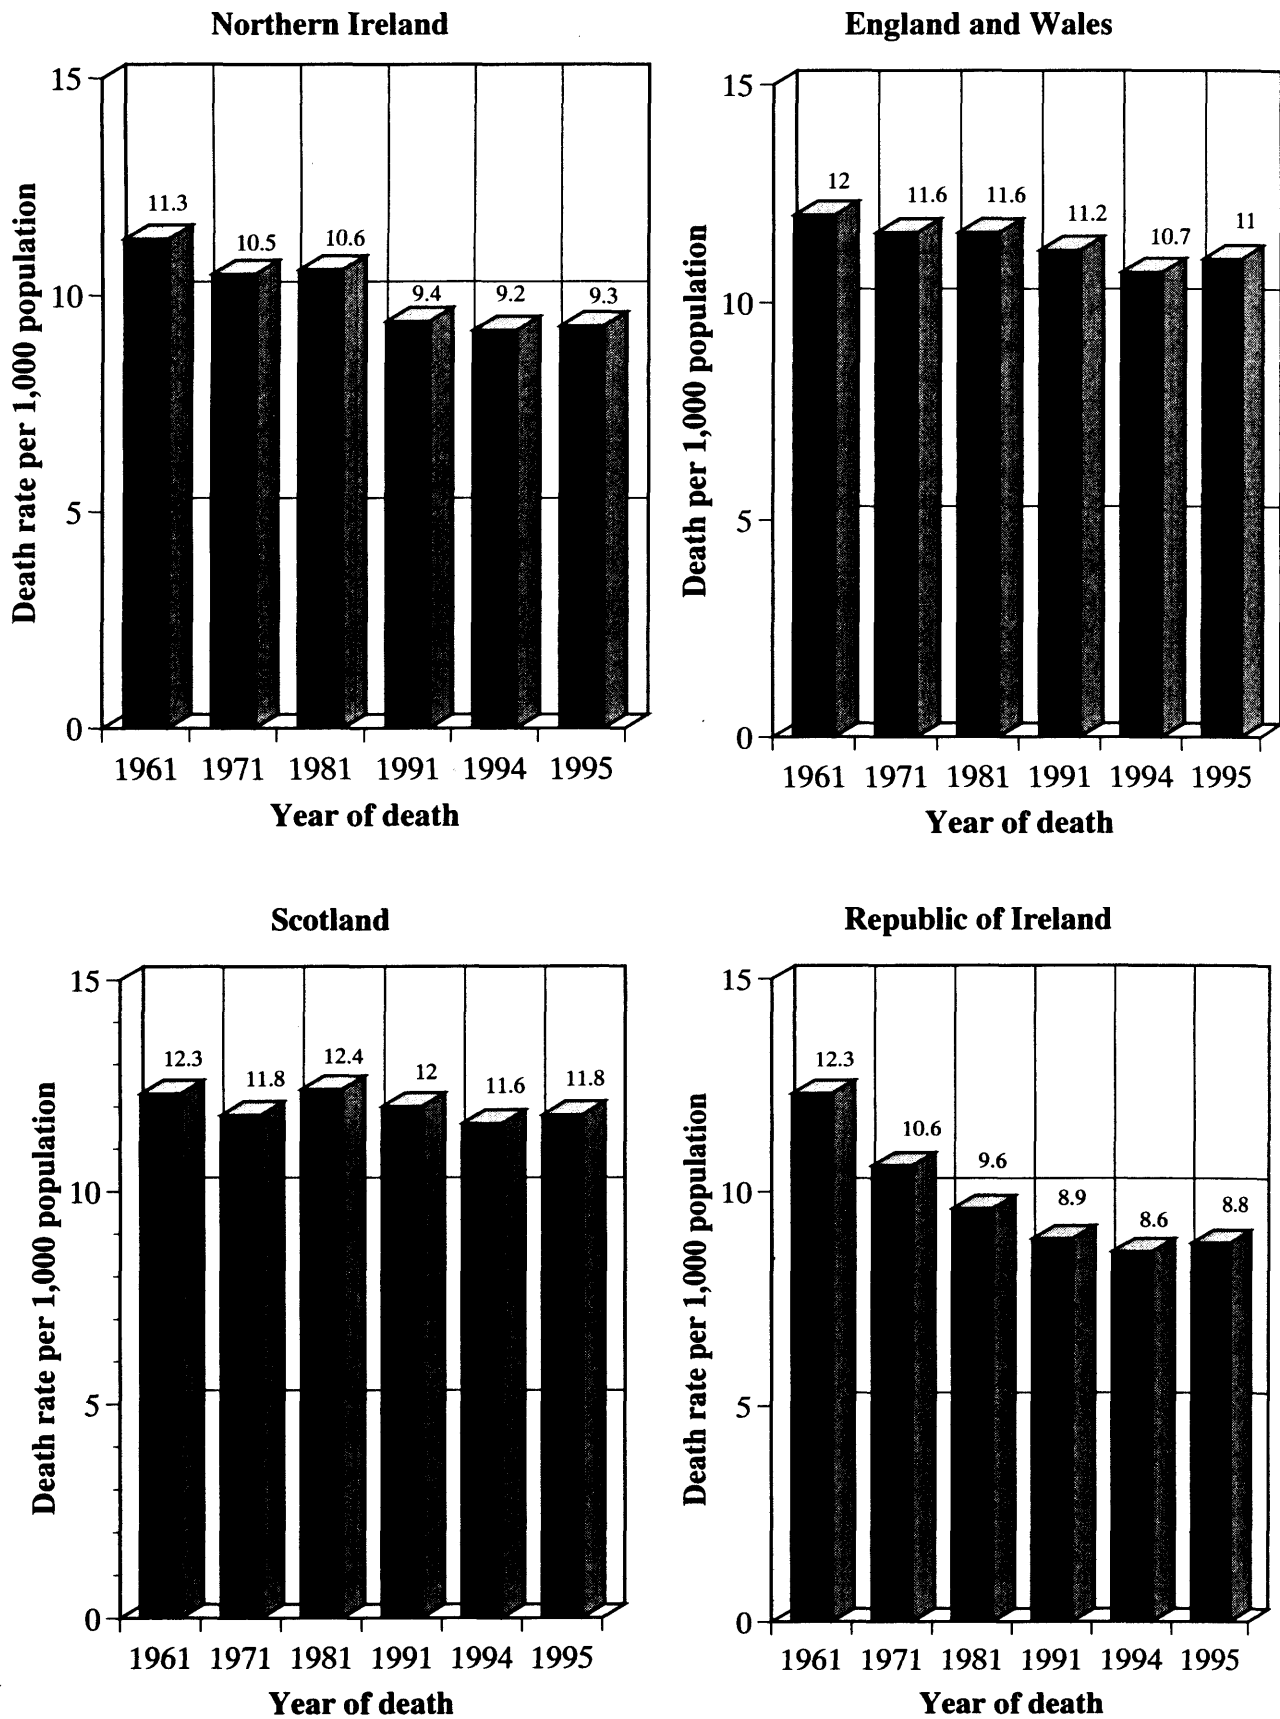 Northern Ireland
15
10
5
0
Death rate per 1,000 population
11.3
10.5
10.6
9.4
9.2
9.3
1961 1971 1981 1991 1994 1995
Year of death
England and Wales
15
10
5
0
Death per 1,000 population
12
11.6
11.6
11.2
10.7
11
1961 1971 1981 1991 1994 1995
Year of death
Scotland
15
10
5
0
Death rate per 1,000 population
12.3
11.8
12.4
12
11.6
11.8
1961 1971 1981 1991 1994 1995
Year of death
Republic of Ireland
15
10
5
0
Death rate per 1,000 population
12.3
10.6
9.6
8.9
8.6
8.8
1961 1971 1981 1991 1994 1995
Year of death